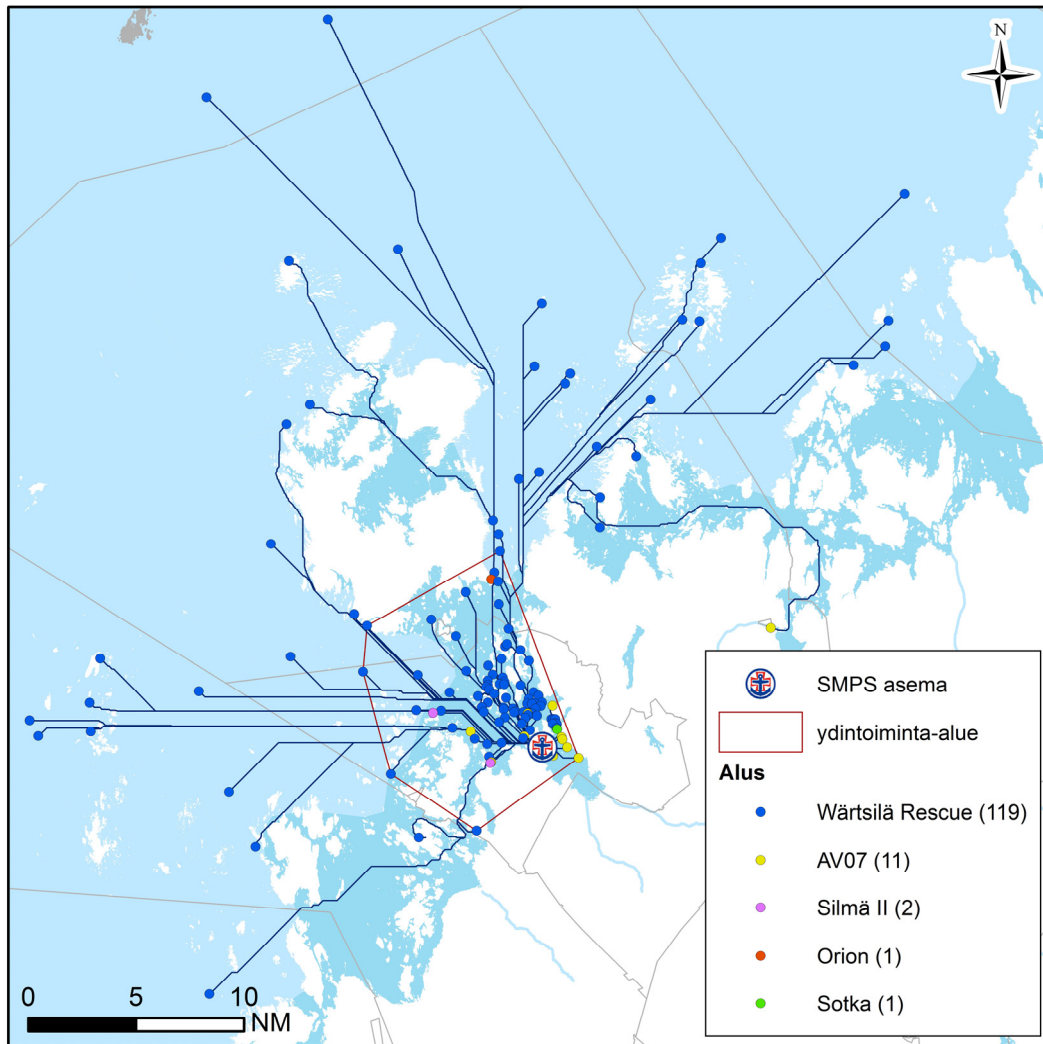 N
SMPS asema
ydintoiminta-alue
Alus
Wärtsilä Rescue (119)
AV07 (11)
Silmä II (2)
Orion (1)
Sotka (1)
0 5 10
NM